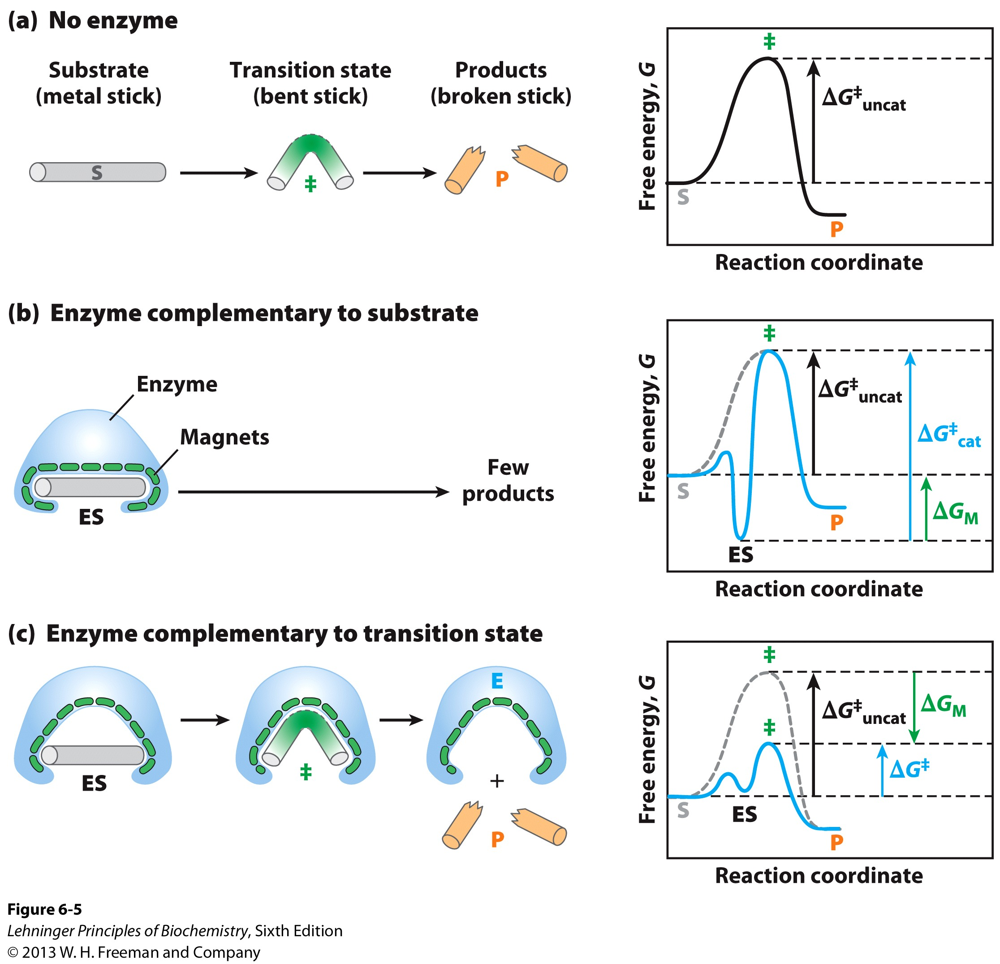 (a) No enzyme
Substrate
(metal stick)
Transition state
(bent stick)
Products
(broken stick)
S
‡
P
Free energy, G
‡
ΔG‡uncat
S
P
Reaction coordinate
(b) Enzyme complementary to substrate
Enzyme
Magnets
ES
Few
products
Free energy, G
‡
ΔG‡uncat
ΔG‡cat
S
ΔGM
P
ES
Reaction coordinate
(c) Enzyme complementary to transition state
ES
‡
E
+
P
Free energy, G
‡
ΔG‡uncat
ΔGM
‡
ΔG‡
S
ES
P
Reaction coordinate
Figure 6-5
Lehninger Principles of Biochemistry, Sixth Edition
© 2013 W. H. Freeman and Company